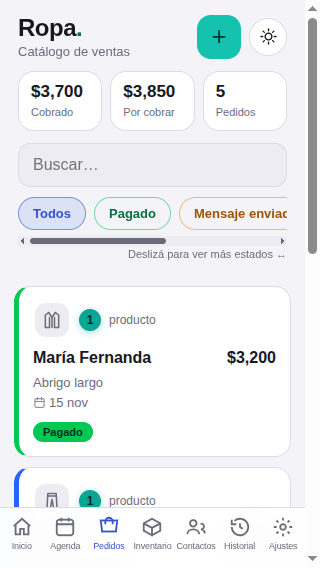 Ropa.
Catálogo de ventas
$3,700
Cobrado
$3,850
Por cobrar
5
Pedidos
Buscar…
Todos
Pagado
Deslizá para ver más estados ↔
1 producto
María Fernanda
$3,200
Abrigo largo
15 nov
Pagado
1 producto
Inicio
Agenda
Pedidos
Inventario
Contactos
Historial
Ajustes